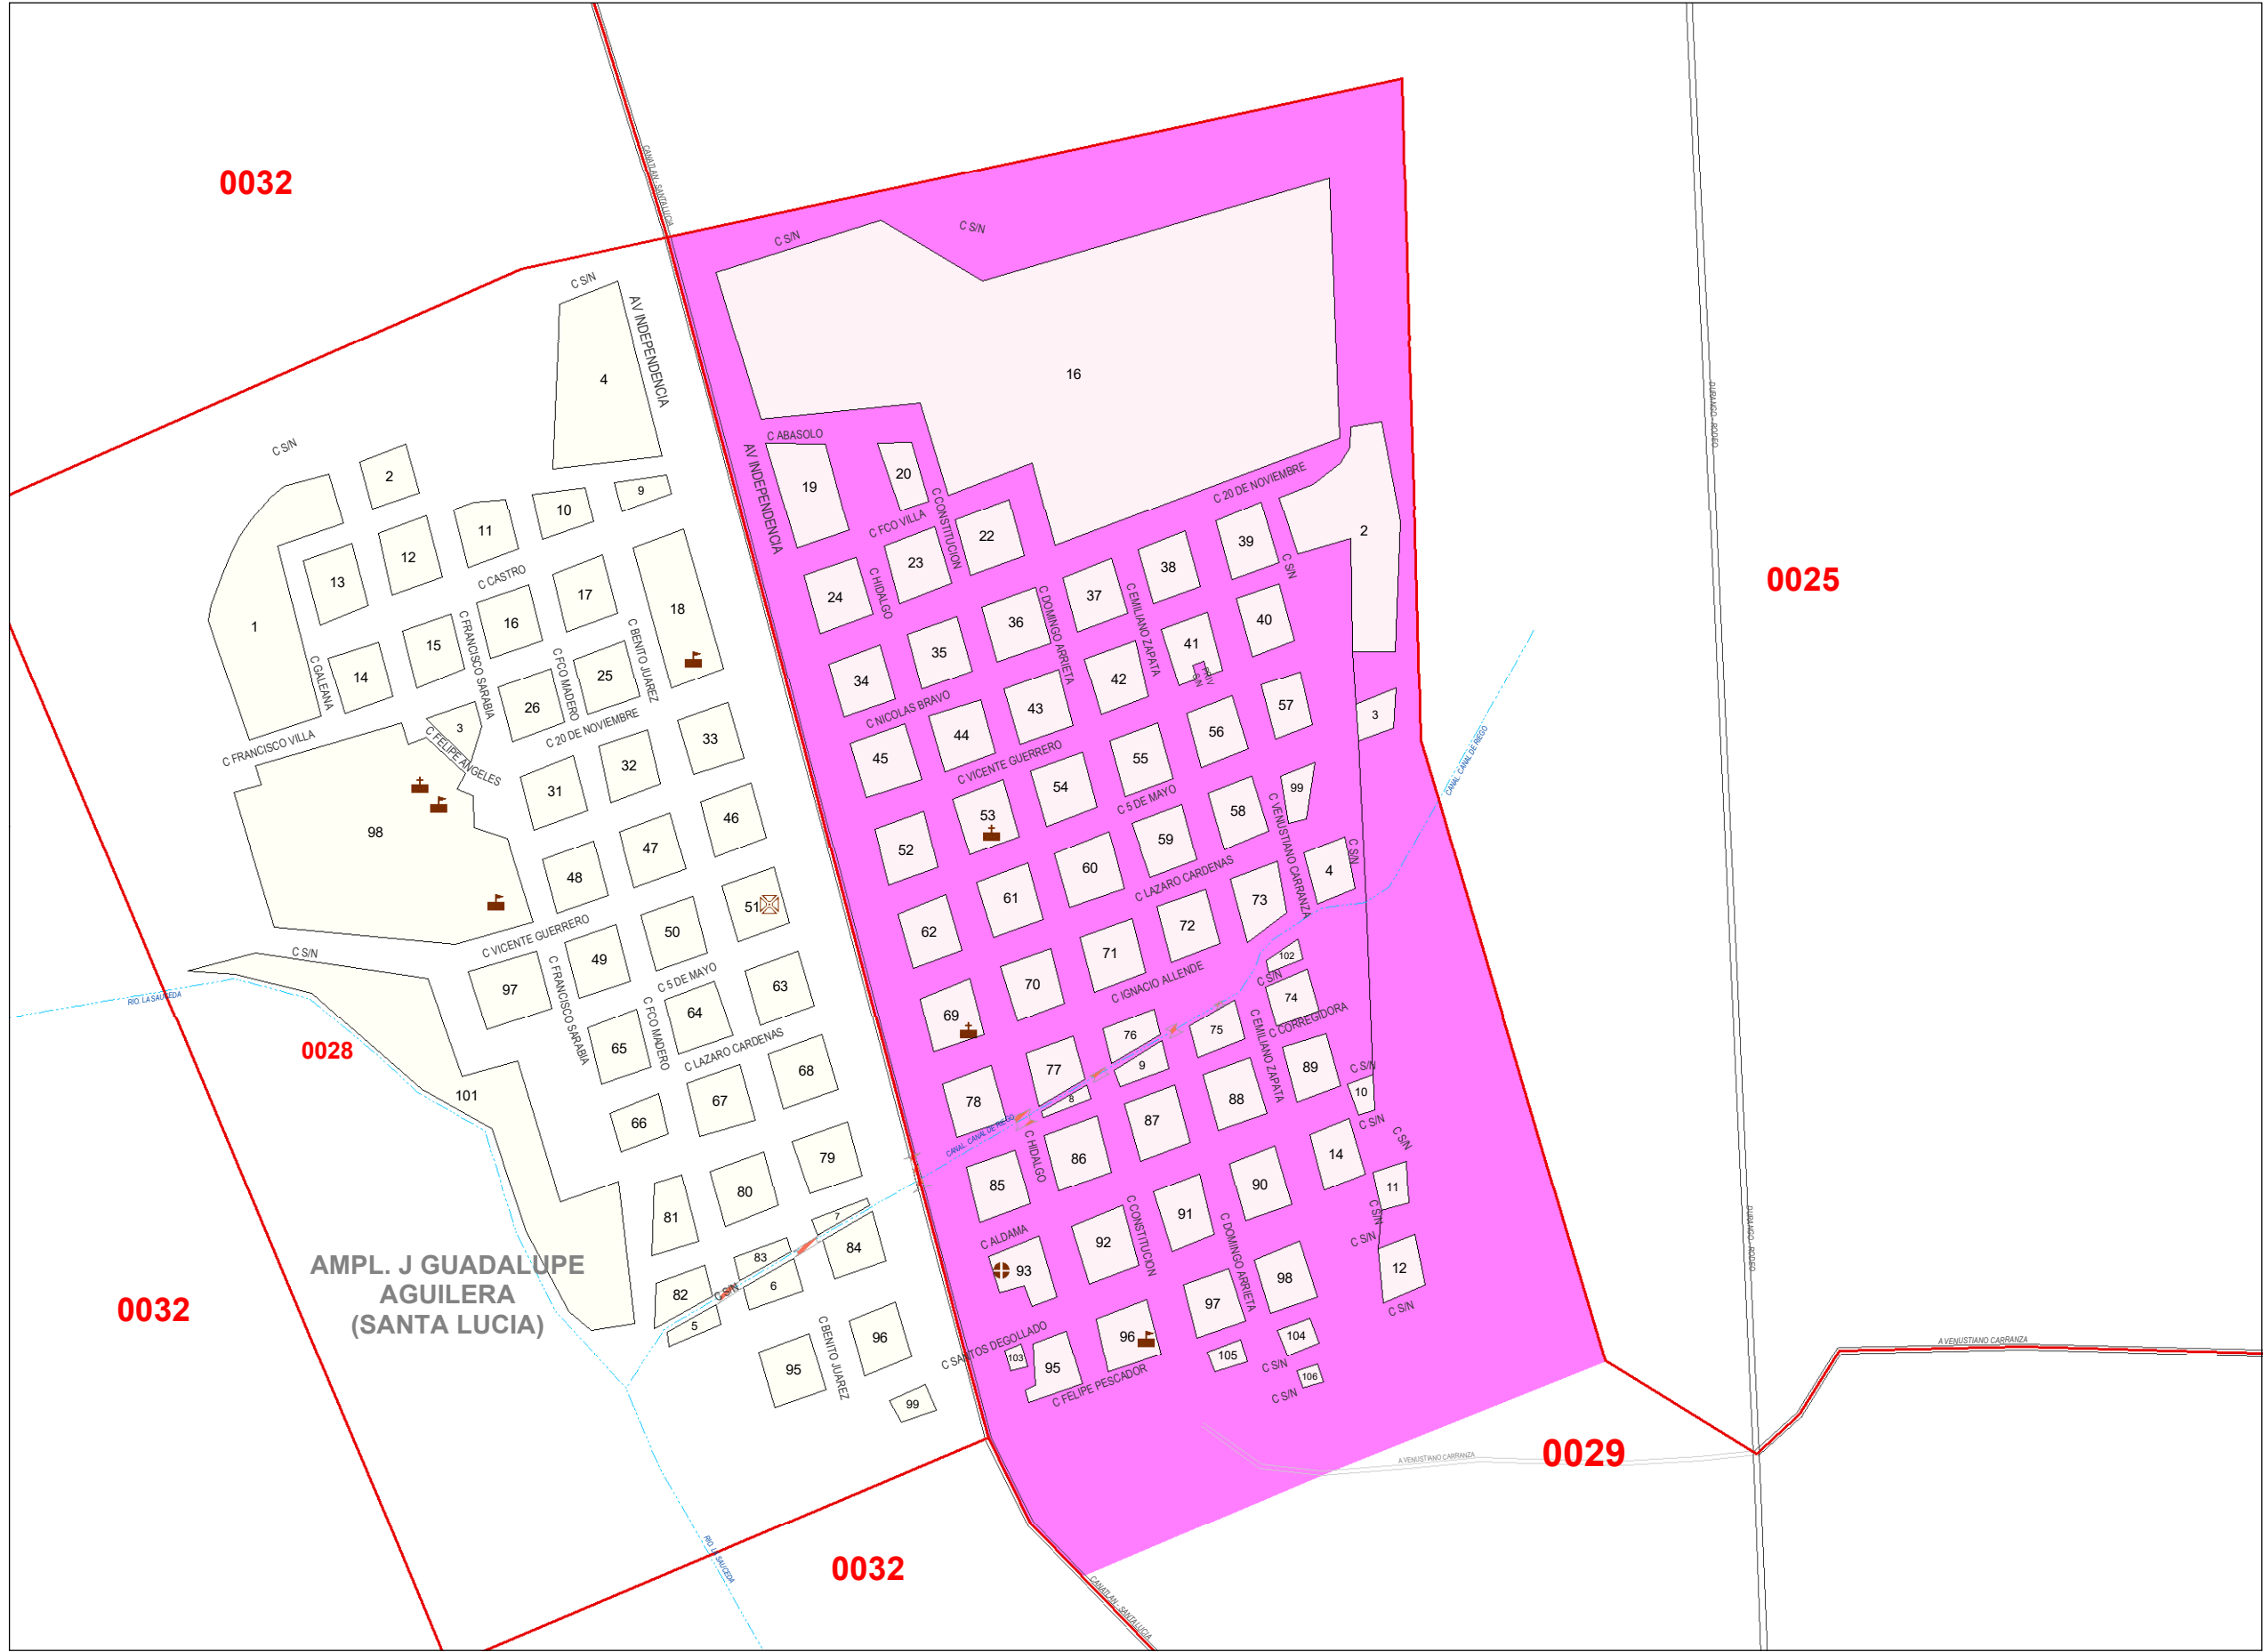 CANATLAN - SANTA LUCIA
0032
C S/N
C S/N
C S/N
AV INDEPENDENCIA
4
16
DURANGO - RODEO
C ABASOLO
C S/N
AV INDEPENDENCIA
2
19
20
C 20 DE NOVIEMBRE
9
10
11
C CONSTITUCION
C FCO VILLA
22
39
2
12
13
23
C S/N
38
0025
C CASTRO
C HIDALGO
24
37
17
18
16
36
C DOMINGO ARRIETA
C EMILIANO ZAPATA
40
1
15
C FRANCISCO SARABIA
C BENITO JUAREZ
35
41
PRIV
S/N
14
C GALEANA
25
C FCO MADERO
34
42
26
C NICOLAS BRAVO
43
57
3
3
C 20 DE NOVIEMBRE
33
44
56
C FRANCISCO VILLA
C FELIPE ANGELES
32
45
C VICENTE GUERRERO
55
CANAL. CANAL DE RIEGO
31
54
C 5 DE MAYO
99
98
46
53
58
C VENUSTIANO CARRANZA
47
52
59
C S/N
48
60
C LAZARO CARDENAS
4
51
61
73
C VICENTE GUERRERO
50
62
72
C S/N
49
71
102
97
C FRANCISCO SARABIA
C 5 DE MAYO
63
70
C IGNACIO ALLENDE
C S/N
74
RIO. LA SAUCEDA
C FCO MADERO
64
69
76
75
C EMILIANO ZAPATA
C CORREGIDORA
0028
65
C LAZARO CARDENAS
68
77
9
89
C S/N
101
67
78
8
88
10
66
CANAL. CANAL DE RIEGO
C HIDALGO
87
C S/N
C S/N
79
86
14
80
85
90
11
81
7
C S/N
C ALDAMA
92
C CONSTITUCION
91
C DOMINGO ARRIETA
C S/N
83
84
AMPL. J GUADALUPE
AGUILERA
(SANTA LUCIA)
82
C S/N
6
93
98
12
0032
5
97
C S/N
C BENITO JUAREZ
96
C SANTOS DEGOLLADO
96
104
A VENUSTIANO CARRANZA
95
103
95
105
C S/N
C FELIPE PESCADOR
106
99
C S/N
0029
A VENUSTIANO CARRANZA
DURANGO - RODEO
RIO. LA SAUCEDA
0032
CANATLAN - SANTA LUCIA